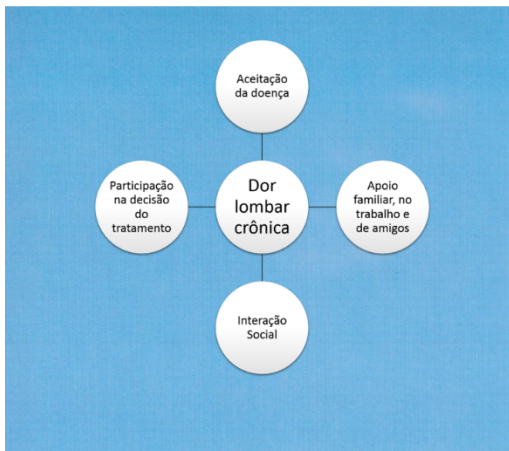 Aceitação
da doença
Participação
na decisão
do
tratamento
Dor
lombar
crônica
Apoio
familiar, no
trabalho e
de amigos
Interação
Social